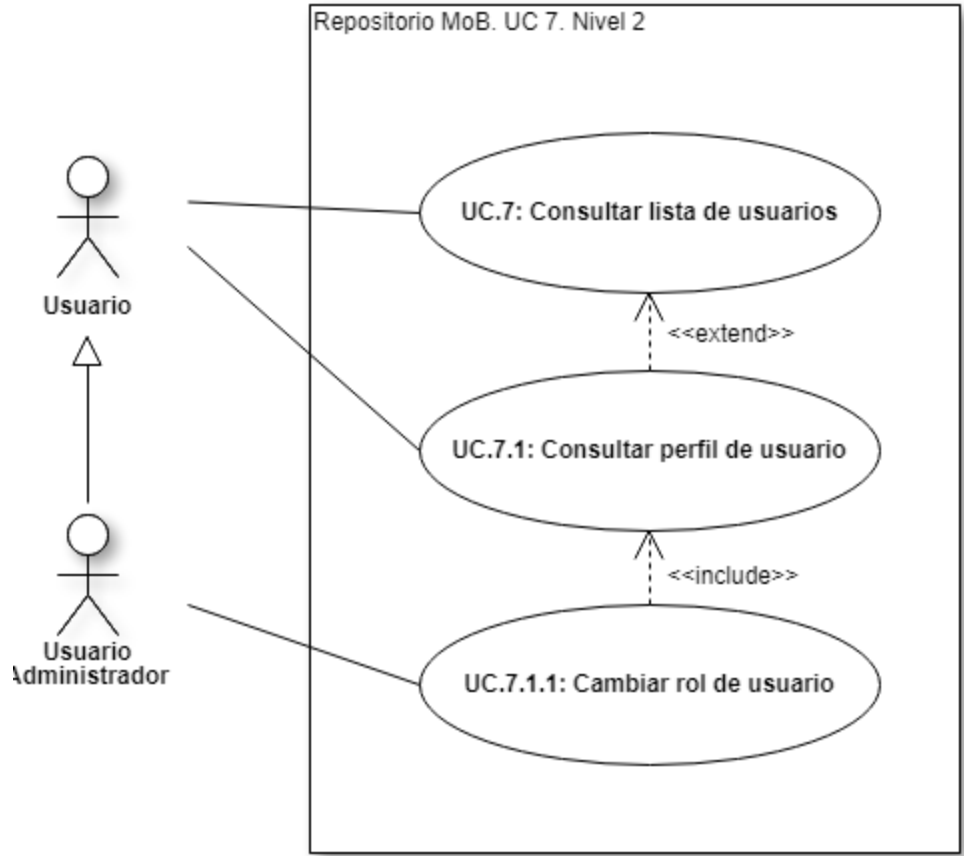 Repositorio MoB. UC 7. Nivel 2
UC.7: Consultar lista de usuarios
Usuario
<<extend>>
UC.7.1: Consultar perfil de usuario
<<include>>
Usuario
Administrador
UC.7.1.1: Cambiar rol de usuario